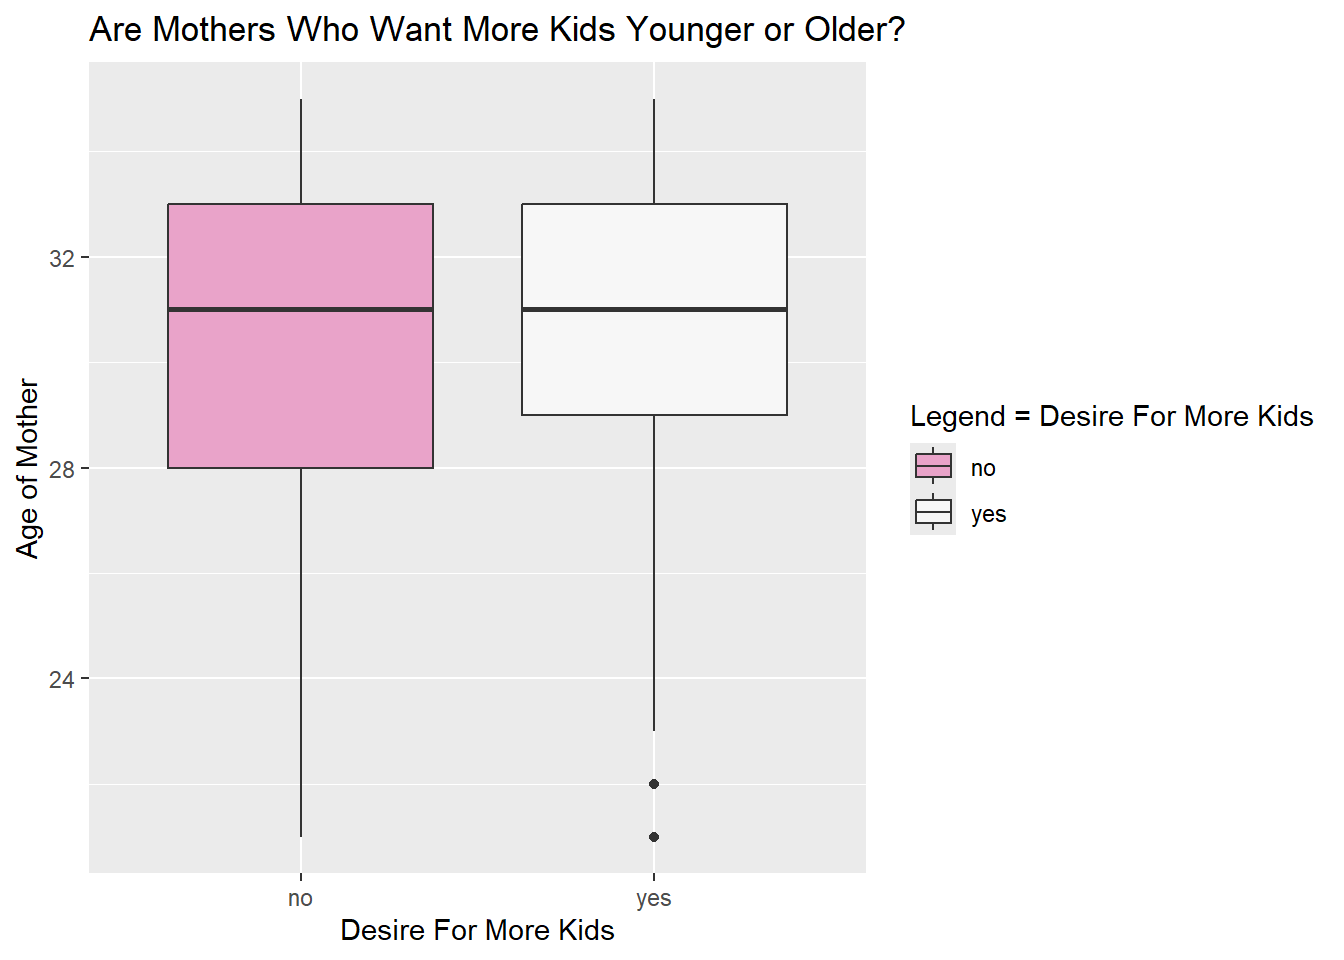 Are Mothers Who Want More Kids Younger or Older?
Age of Mother
32
28
24
no
yes
Desire For More Kids
Legend = Desire For More Kids
no
yes